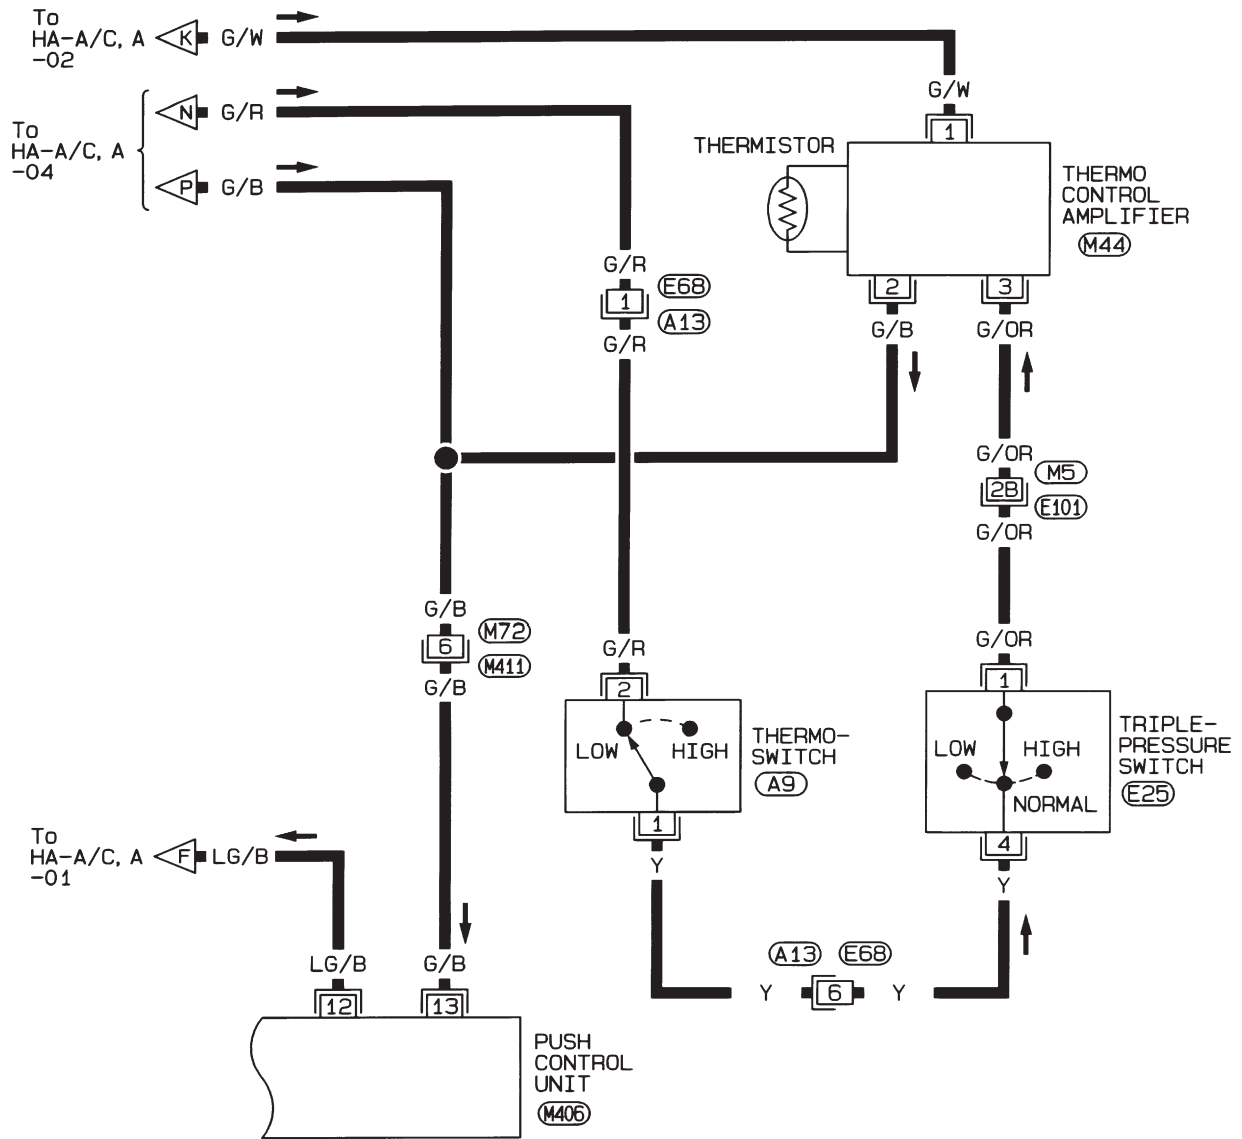 To
HA-A/C, A
-02
K G/W
G/W
1
To
HA-A/C, A
-04
N G/R
P G/B
THERMISTOR
THERMO
CONTROL
AMPLIFIER
M44
2
3
G/B
G/OR
G/R
E68
1
A13
G/R
G/OR
M5
2B
E101
G/OR
G/B
M72
6
M411
G/B
G/R
2
LOW
HIGH
THERMO-
SWITCH
A9
1
Y
G/OR
1
LOW
HIGH
NORMAL
TRIPLE-
PRESSURE
SWITCH
E25
4
Y
To
HA-A/C, A
-01
F LG/B
A13 E68
Y 6 Y
LG/B
G/B
12
13
PUSH
CONTROL
UNIT
M406